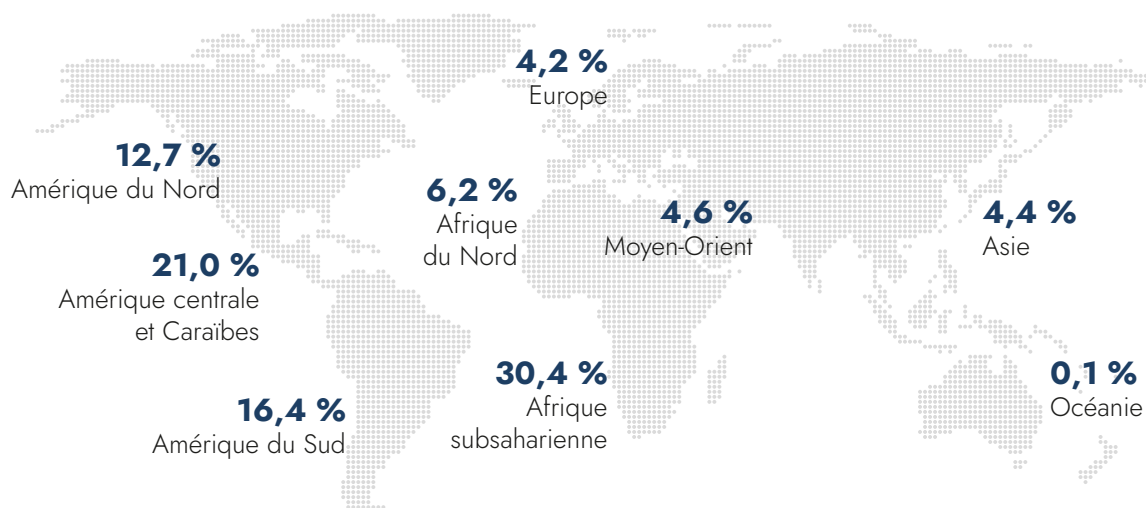 4,2 %
Europe
12,7 %
Amérique du Nord
6,2 %
Afrique
du Nord
4,6 %
Moyen-Orient
4,4 %
Asie
21,0 %
Amérique centrale
et Caraïbes
30,4 %
Afrique
subsaharienne
0,1 %
Océanie
16,4 %
Amérique du Sud